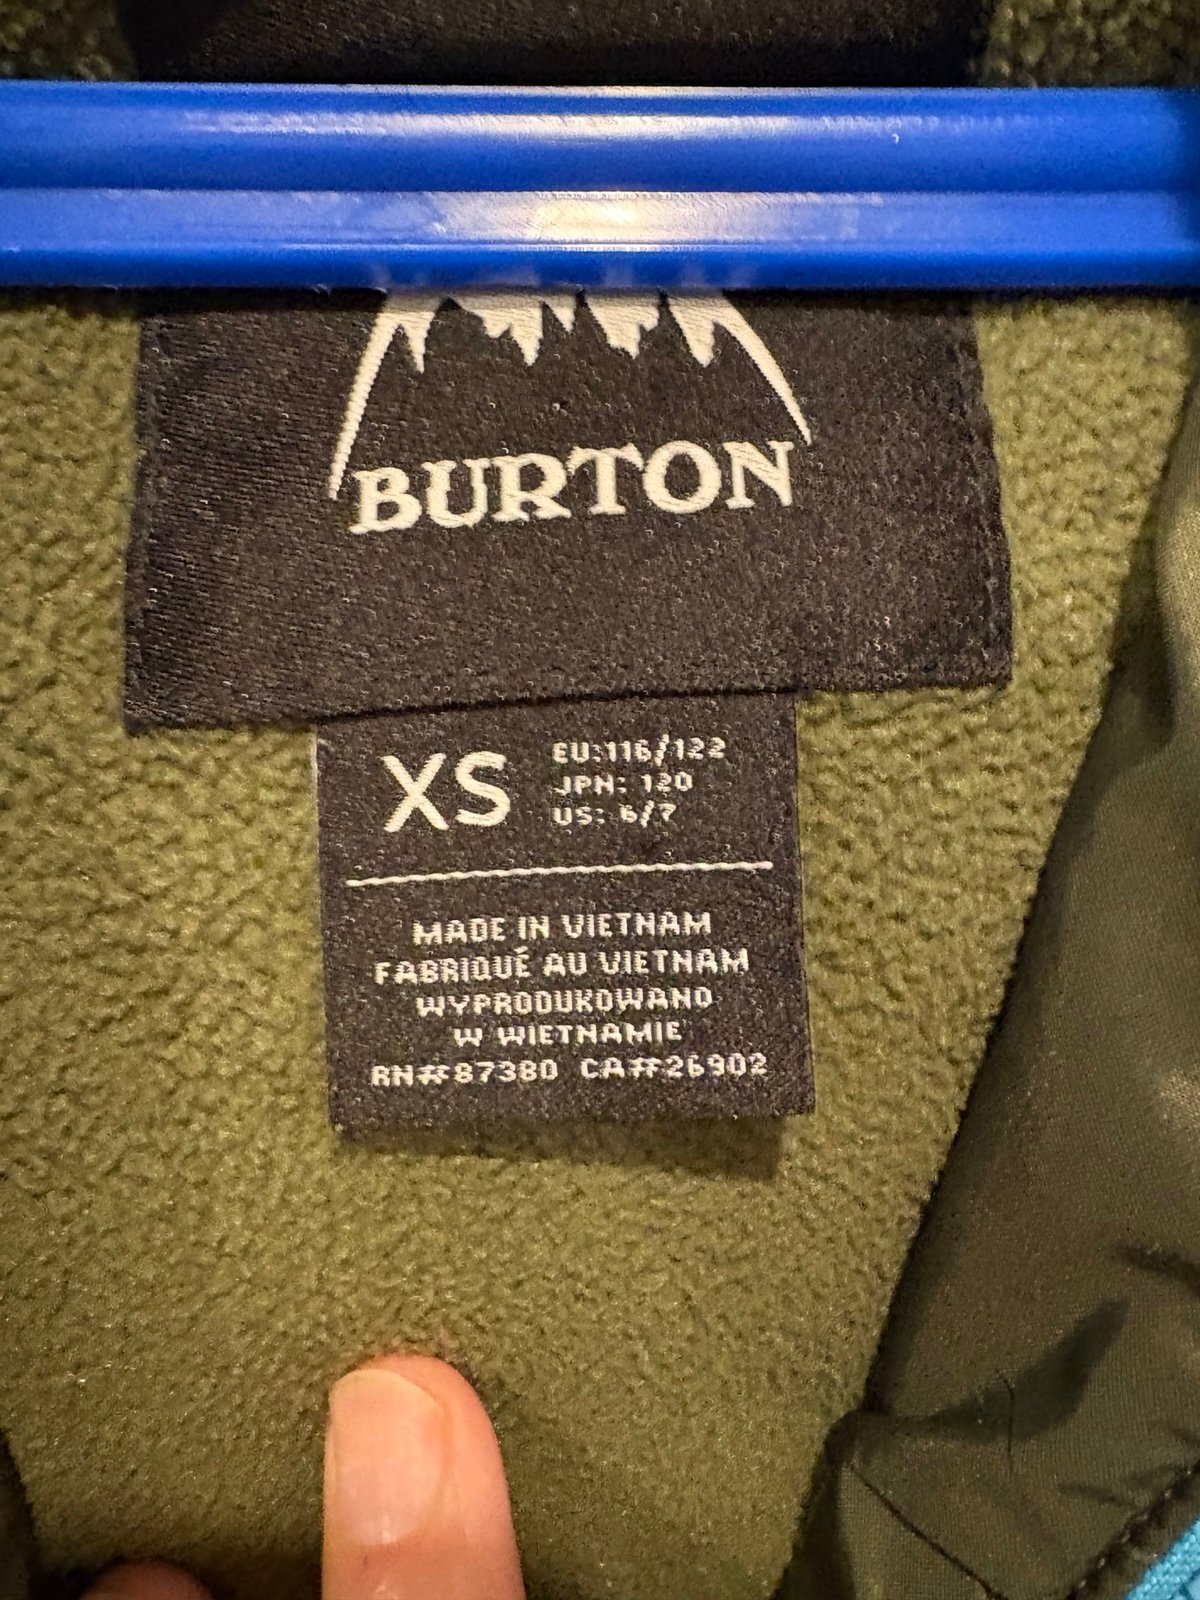 BURTON
XS
EU:116/122
JPN: 120
US: 6/7
MADE IN VIETNAM
FABRIQUÉ AU VIETNAM
WYPRODUKOWANO
W WIETNAMIE
RN#87380 CA#26902